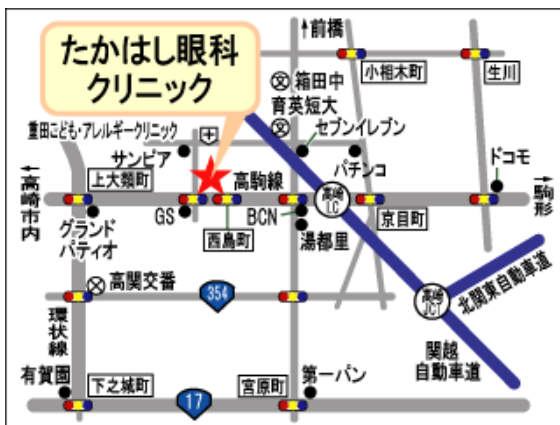 たかはし眼科
クリニック
↑前橋
小相木町
生川
箱田中
育英短大
重田こども・アレルギークリニック
セブンイレブン
サンピア
パチンコ
ドコモ
←高崎市内
上大類町
高駒線
高崎
I.C
京目町
→駒形
グランド
パティオ
GS
西島町
BCN
湯都里
高関交番
354
高崎
JCT
北関東自動車道
環状線
関越
自動車道
有賀園
下之城町
17
宮原町
第一パン